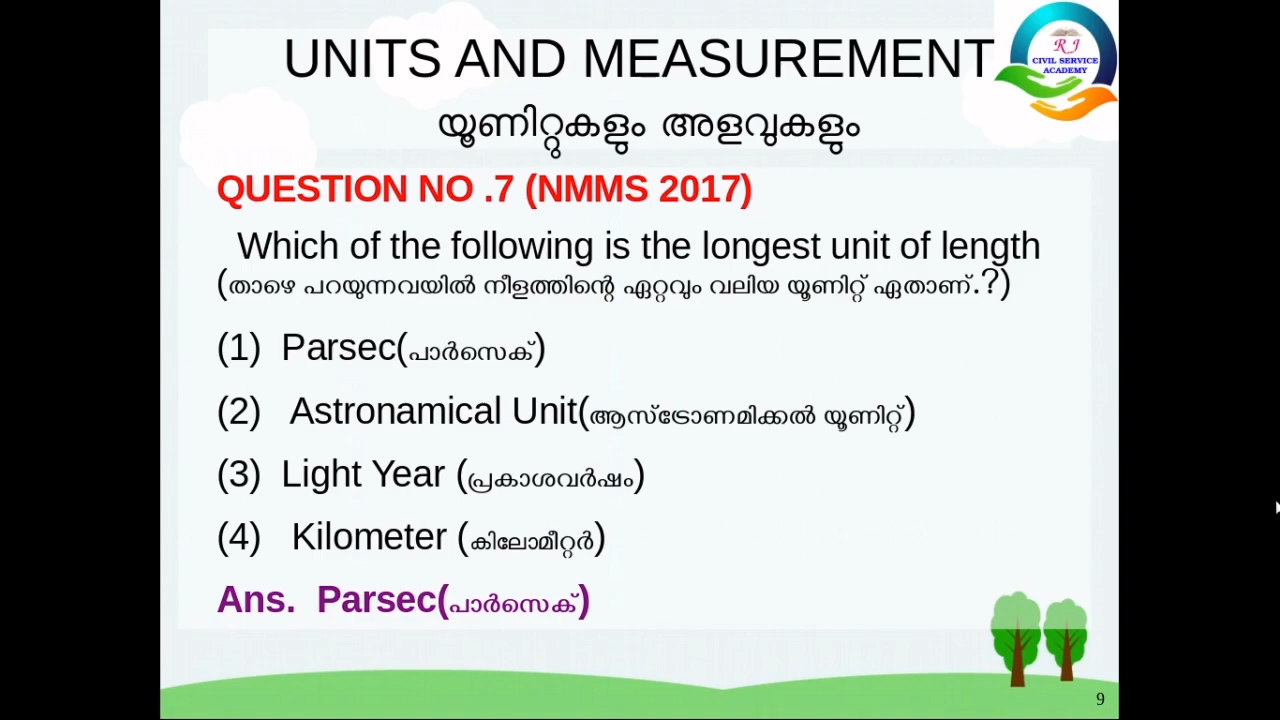 UNITS AND MEASUREMENT
യൂണിറ്റുകളും അളവുകളും
R J
CIVIL SERVICE
ACADEMY
QUESTION NO .7 (NMMS 2017)
Which of the following is the longest unit of length
(താഴെ പറയുന്നവയിൽ നീളത്തിന്റെ ഏറ്റവും വലിയ യൂണിറ്റ് ഏതാണ്.?)
(1) Parsec(പാർസെക്)
(2) Astronamical Unit(ആസ്ട്രോണമിക്കൽ യൂണിറ്റ്)
(3) Light Year (പ്രകാശവർഷം)
(4) Kilometer (കിലോമീറ്റർ)
Ans. Parsec(പാർസെക്)
9